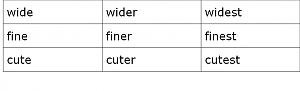 wide wider widest
fine finer finest
cute cuter cutest